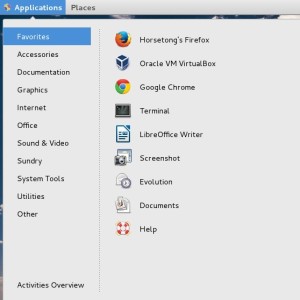 Applications Places
Favorites
Accessories
Documentation
Graphics
Internet
Office
Sound & Video
Sundry
System Tools
Utilities
Other
Activities Overview
Horsetong's Firefox
Oracle VM VirtualBox
Google Chrome
Terminal
LibreOffice Writer
Screenshot
Evolution
Documents
Help